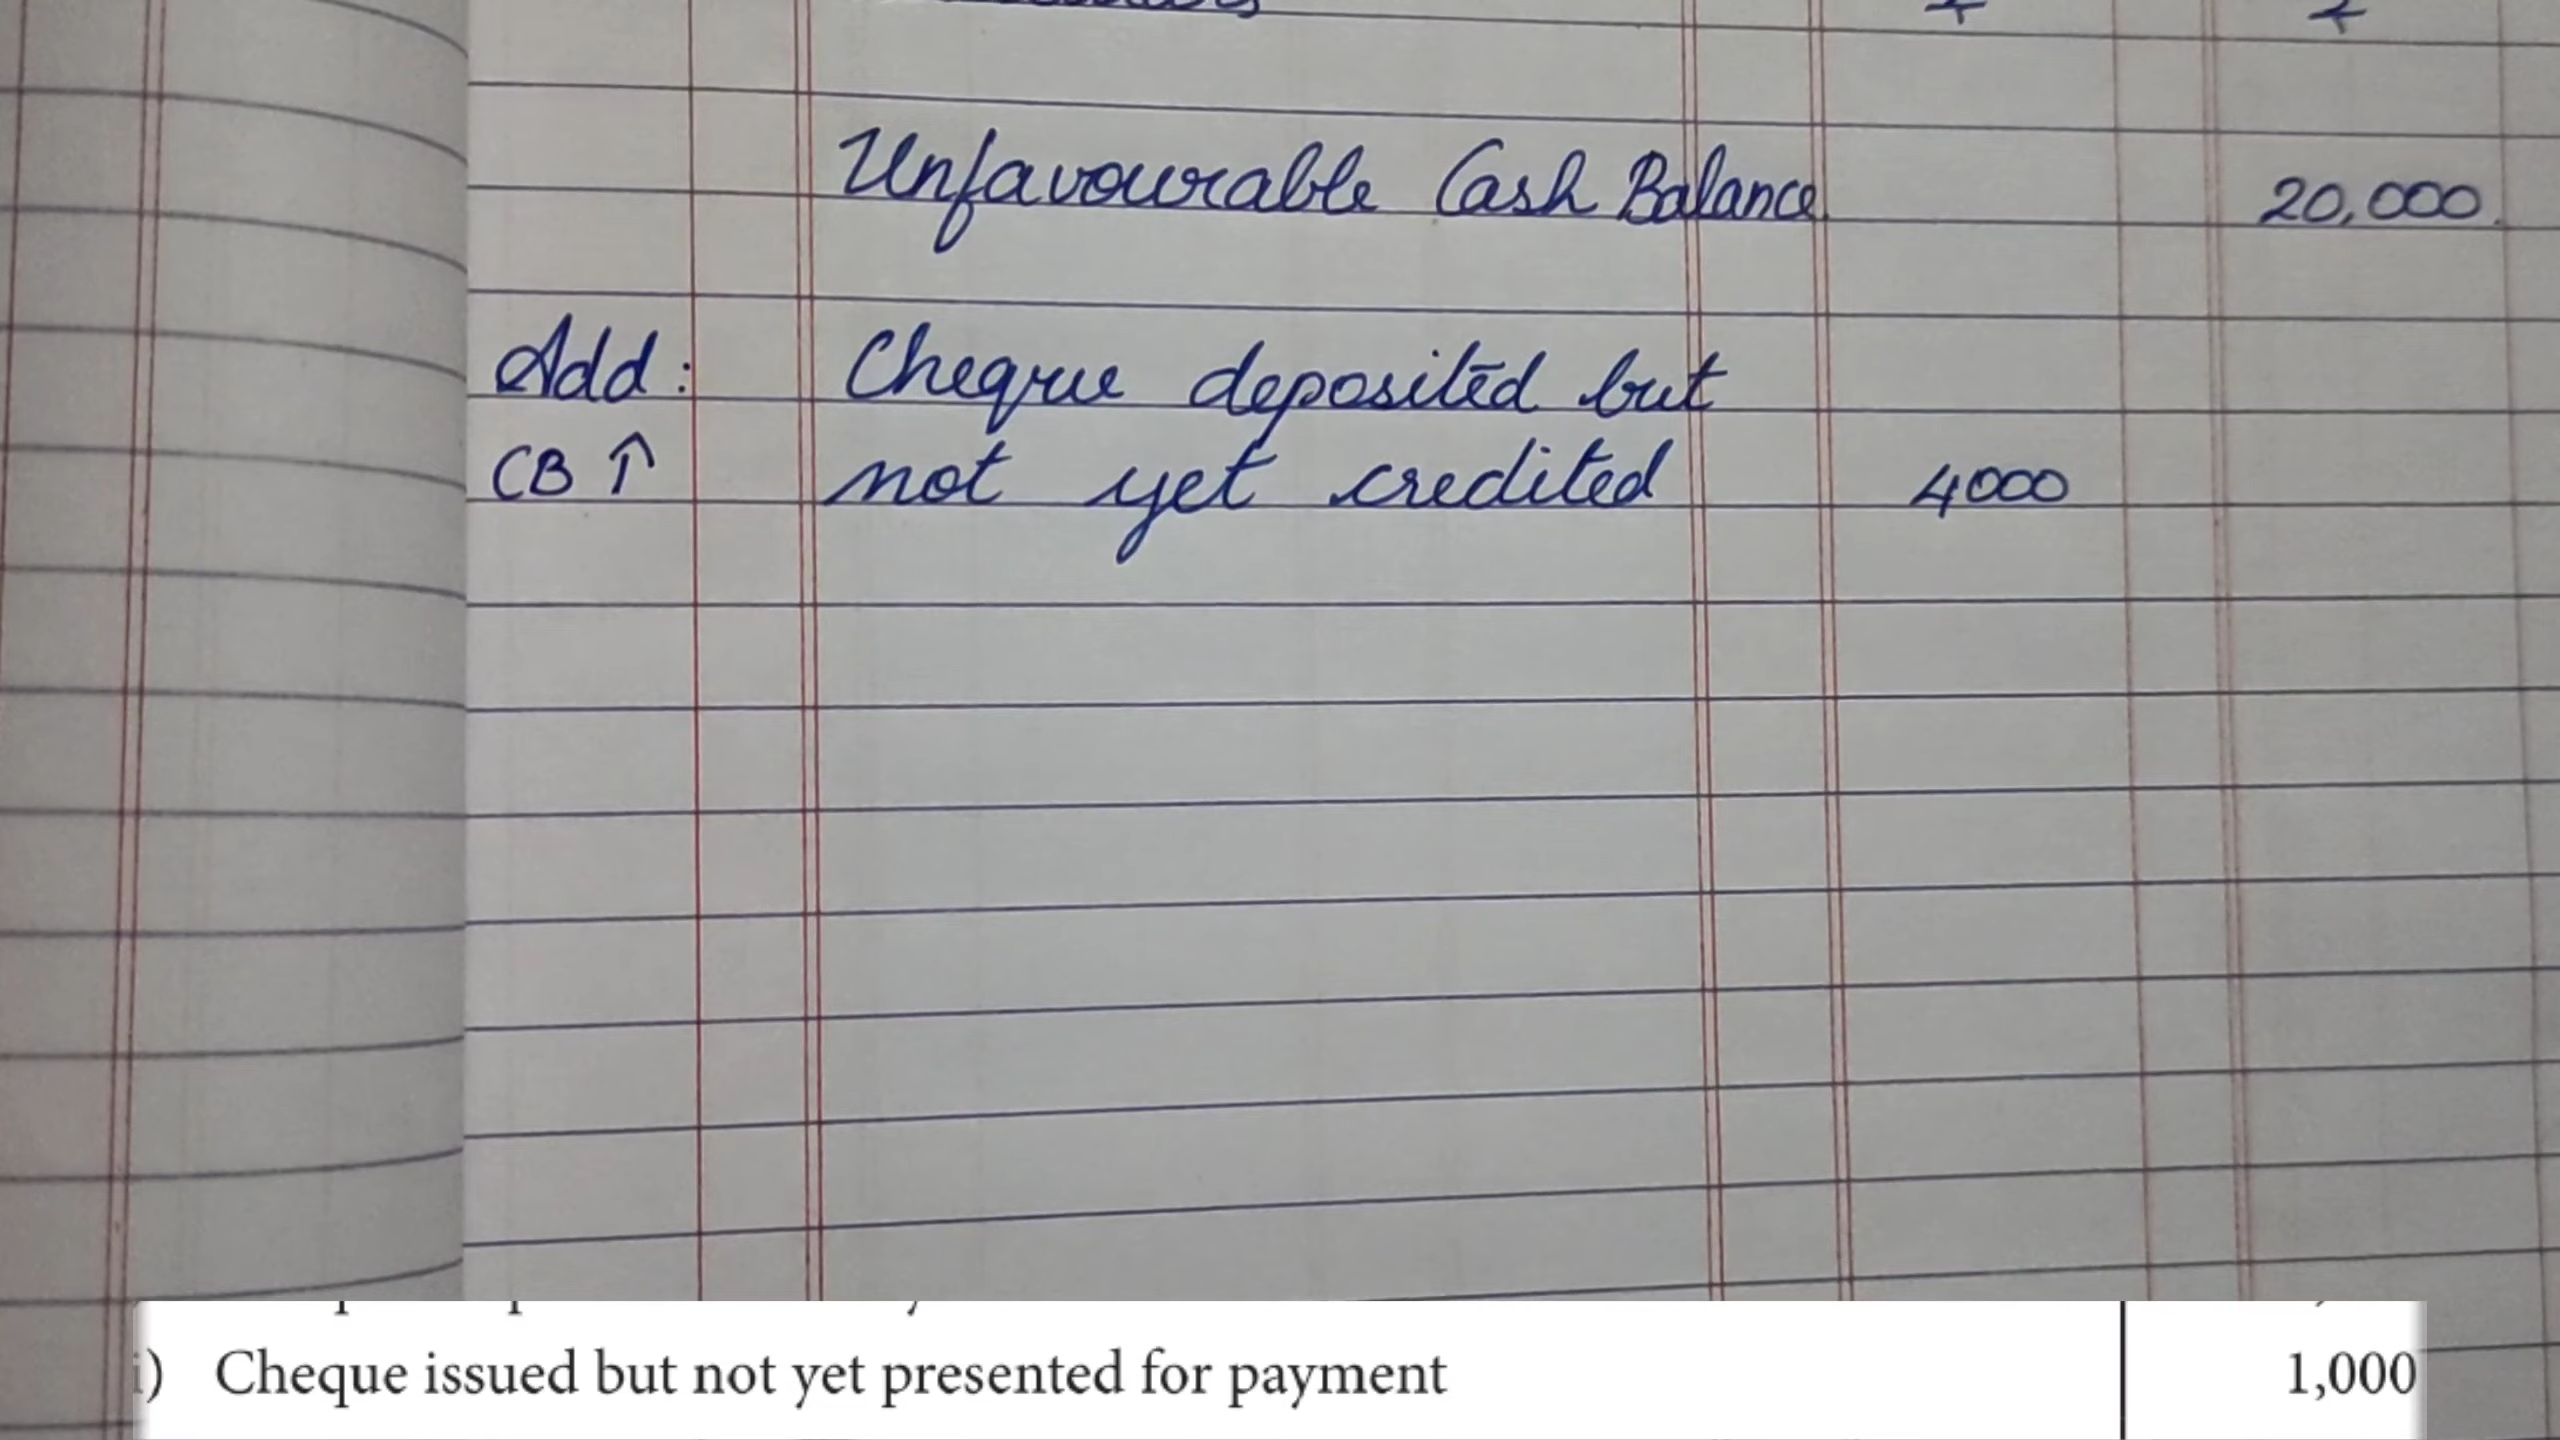 Unfavourable Cash Balance 20,000.
Add: Cheque deposited but
CB ↑ not yet credited 4000
i) Cheque issued but not yet presented for payment 1,000